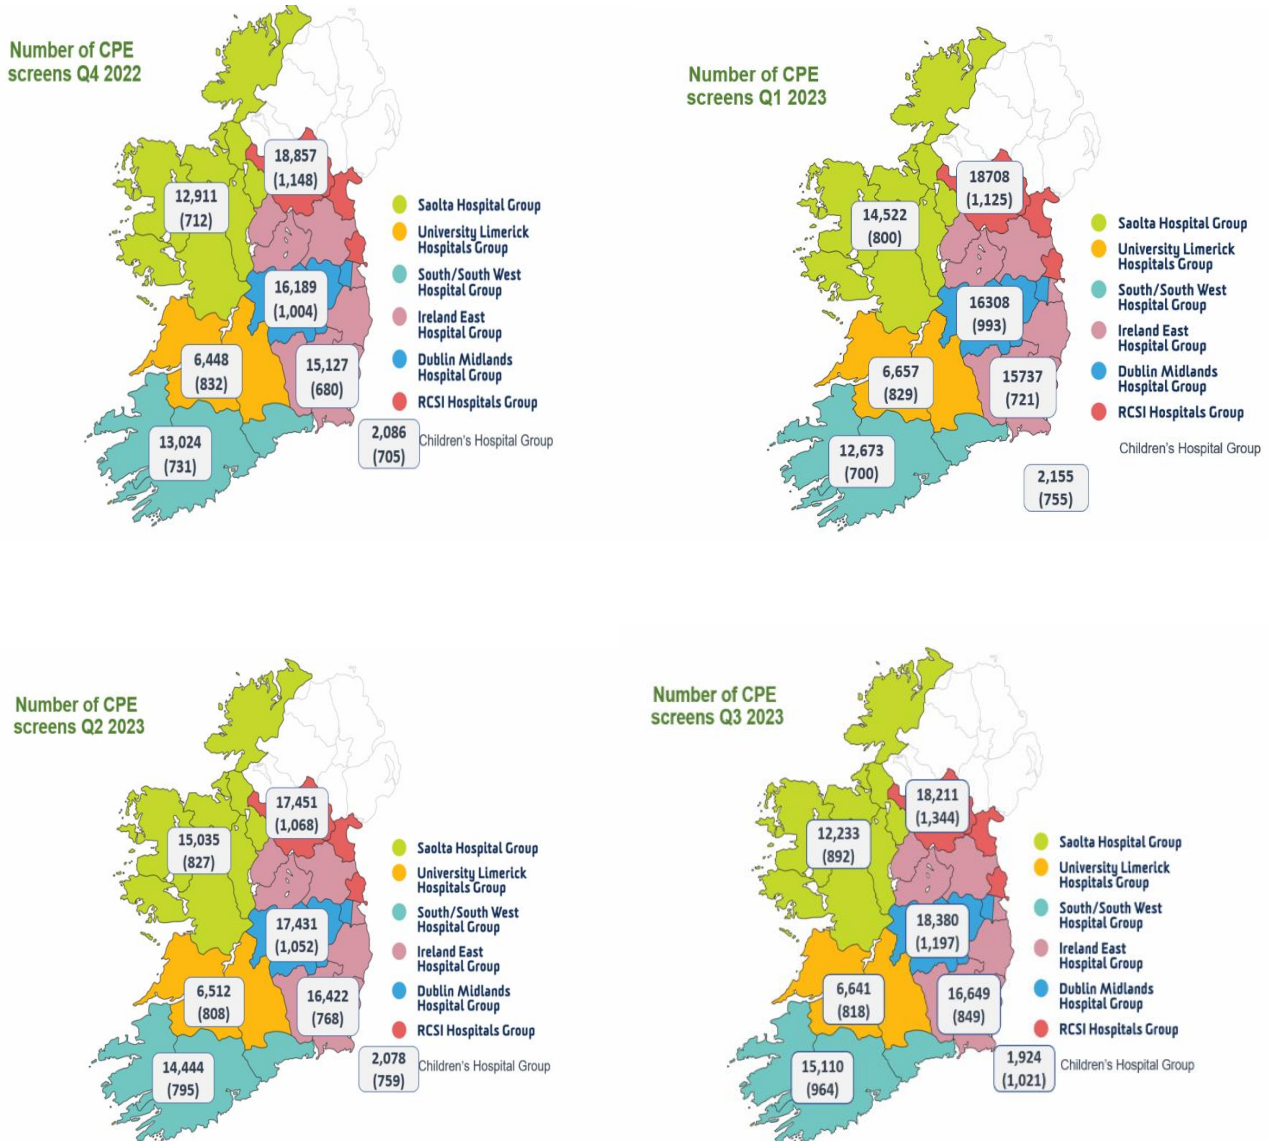 Number of CPE
screens Q4 2022
18,857
(1,148)
12,911
(712)
16,189
(1,004)
6,448
(832)
15,127
(680)
13,024
(731)
2,086
(705)
Saolta Hospital Group
University Limerick
Hospitals Group
South/South West
Hospital Group
Ireland East
Hospital Group
Dublin Midlands
Hospital Group
RCSI Hospitals Group
Children's Hospital Group
Number of CPE
screens Q1 2023
18708
(1,125)
14,522
(800)
16308
(993)
6,657
(829)
15737
(721)
12,673
(700)
2,155
(755)
Saolta Hospital Group
University Limerick
Hospitals Group
South/South West
Hospital Group
Ireland East
Hospital Group
Dublin Midlands
Hospital Group
RCSI Hospitals Group
Children's Hospital Group
Number of CPE
screens Q2 2023
17,451
(1,068)
15,035
(827)
17,431
(1,052)
6,512
(808)
16,422
(768)
14,444
(795)
2,078
(759)
Saolta Hospital Group
University Limerick
Hospitals Group
South/South West
Hospital Group
Ireland East
Hospital Group
Dublin Midlands
Hospital Group
RCSI Hospitals Group
Children's Hospital Group
Number of CPE
screens Q3 2023
18,211
(1,344)
12,233
(892)
18,380
(1,197)
6,641
(818)
16,649
(849)
15,110
(964)
1,924
(1,021)
Saolta Hospital Group
University Limerick
Hospitals Group
South/South West
Hospital Group
Ireland East
Hospital Group
Dublin Midlands
Hospital Group
RCSI Hospitals Group
Children's Hospital Group